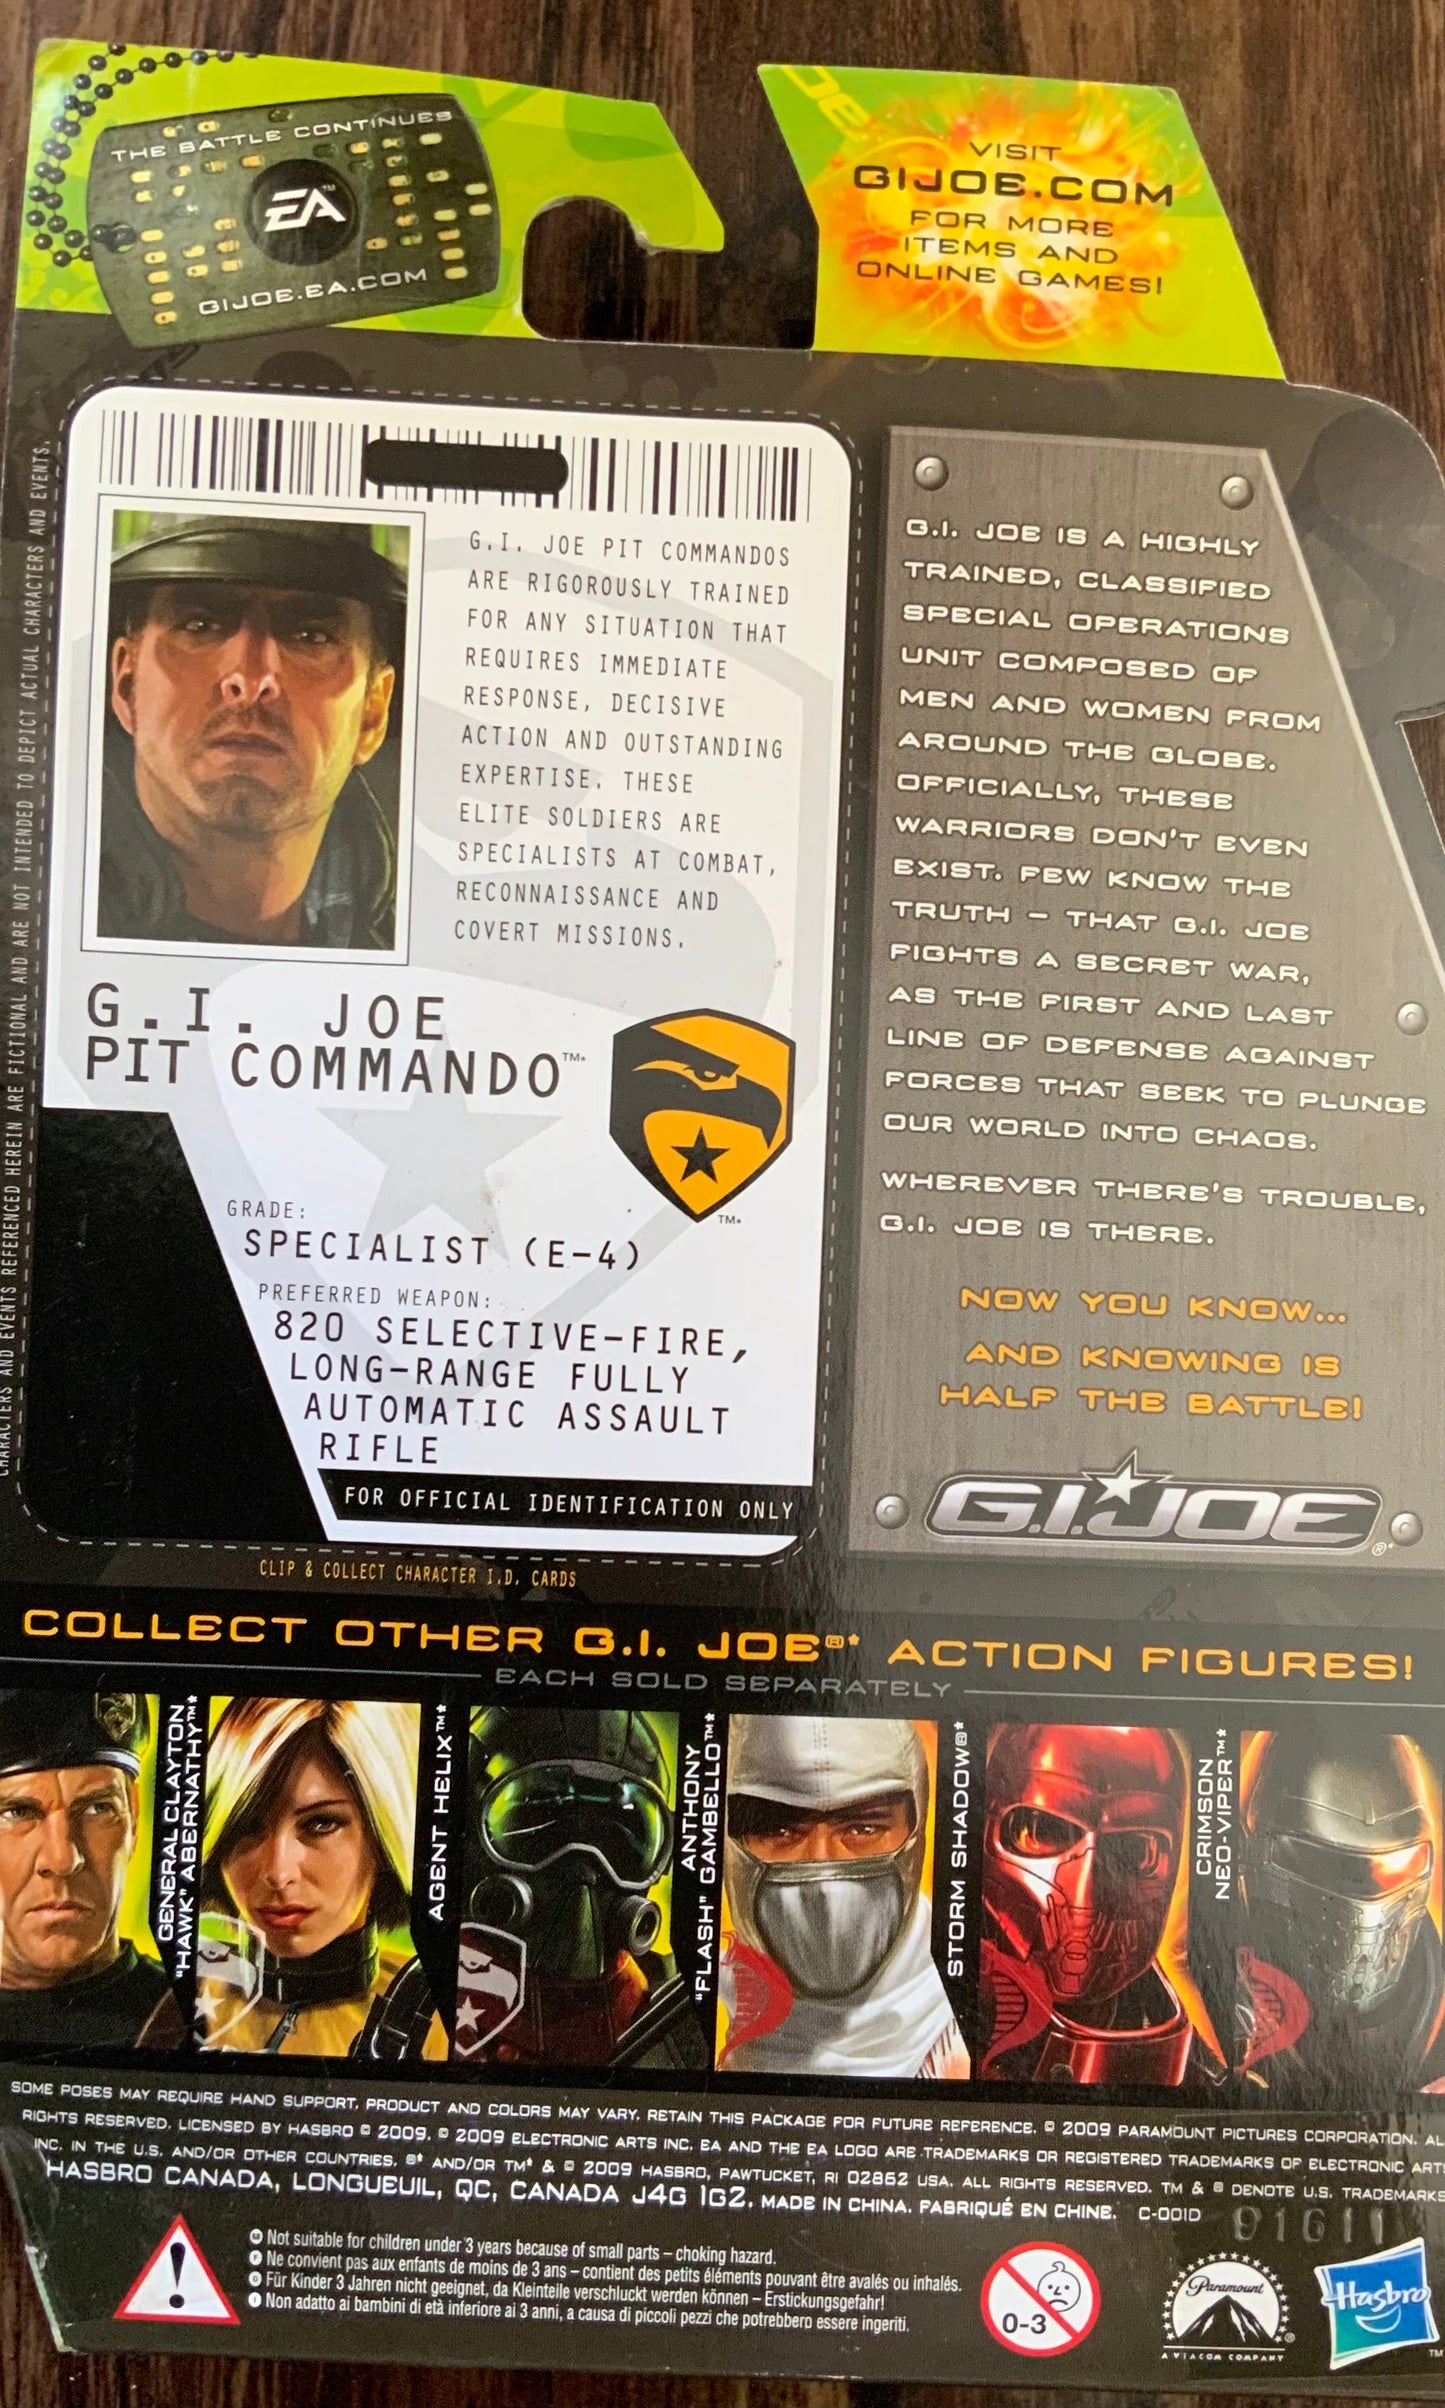 THE BATTLE CONTINUES
EA™
GIJOE.EA.COM
VISIT
GIJOE.COM
FOR MORE
ITEMS AND
ONLINE GAMES!
CHARACTERS AND EVENTS REFERENCED HEREIN ARE FICTIONAL AND ARE NOT INTENDED TO DEPICT ACTUAL CHARACTERS AND EVENTS.
G.I. JOE PIT COMMANDOS
ARE RIGOROUSLY TRAINED
FOR ANY SITUATION THAT
REQUIRES IMMEDIATE
RESPONSE, DECISIVE
ACTION AND OUTSTANDING
EXPERTISE. THESE
ELITE SOLDIERS ARE
SPECIALISTS AT COMBAT,
RECONNAISSANCE AND
COVERT MISSIONS.
G.I. JOE
PIT COMMANDO™*
TM*
GRADE:
SPECIALIST (E-4)
PREFERRED WEAPON:
820 SELECTIVE-FIRE,
LONG-RANGE FULLY
AUTOMATIC ASSAULT
RIFLE
FOR OFFICIAL IDENTIFICATION ONLY
CLIP & COLLECT CHARACTER I.D. CARDS
G.I. JOE IS A HIGHLY
TRAINED, CLASSIFIED
SPECIAL OPERATIONS
UNIT COMPOSED OF
MEN AND WOMEN FROM
AROUND THE GLOBE.
OFFICIALLY, THESE
WARRIORS DON'T EVEN
EXIST. FEW KNOW THE
TRUTH – THAT G.I. JOE
FIGHTS A SECRET WAR,
AS THE FIRST AND LAST
LINE OF DEFENSE AGAINST
FORCES THAT SEEK TO PLUNGE
OUR WORLD INTO CHAOS.
WHEREVER THERE'S TROUBLE,
G.I. JOE IS THERE.
NOW YOU KNOW...
AND KNOWING IS
HALF THE BATTLE!
G.I.JOE®*
COLLECT OTHER G.I. JOE®* ACTION FIGURES!
EACH SOLD SEPARATELY
GENERAL CLAYTON
"HAWK" ABERNATHY™*
AGENT HELIX™*
ANTHONY
"FLASH" GAMBELLO™*
STORM SHADOW®*
CRIMSON
NEO-VIPER™*
SOME POSES MAY REQUIRE HAND SUPPORT. PRODUCT AND COLORS MAY VARY. RETAIN THIS PACKAGE FOR FUTURE REFERENCE. © 2009 PARAMOUNT PICTURES CORPORATION. AL
RIGHTS RESERVED. LICENSED BY HASBRO © 2009. © 2009 ELECTRONIC ARTS INC. EA AND THE EA LOGO ARE TRADEMARKS OR REGISTERED TRADEMARKS OF ELECTRONIC ARTS
INC. IN THE U.S. AND/OR OTHER COUNTRIES. ®* AND/OR TM* & © 2009 HASBRO, PAWTUCKET, RI 02862 USA. ALL RIGHTS RESERVED. TM & ® DENOTE U.S. TRADEMARKS
HASBRO CANADA, LONGUEUIL, QC, CANADA J4G 1G2. MADE IN CHINA. FABRIQUÉ EN CHINE. C-001D
91611
Not suitable for children under 3 years because of small parts – choking hazard.
Ne convient pas aux enfants de moins de 3 ans – contient des petits éléments pouvant être avalés ou inhalés.
Für Kinder 3 Jahren nicht geeignet, da Kleinteile verschluckt werden können – Erstickungsgefahr!
Non adatto ai bambini di età inferiore ai 3 anni, a causa di piccoli pezzi che potrebbero essere ingeriti.
0-3
Paramount
A VIACOM COMPANY
Hasbro
TM